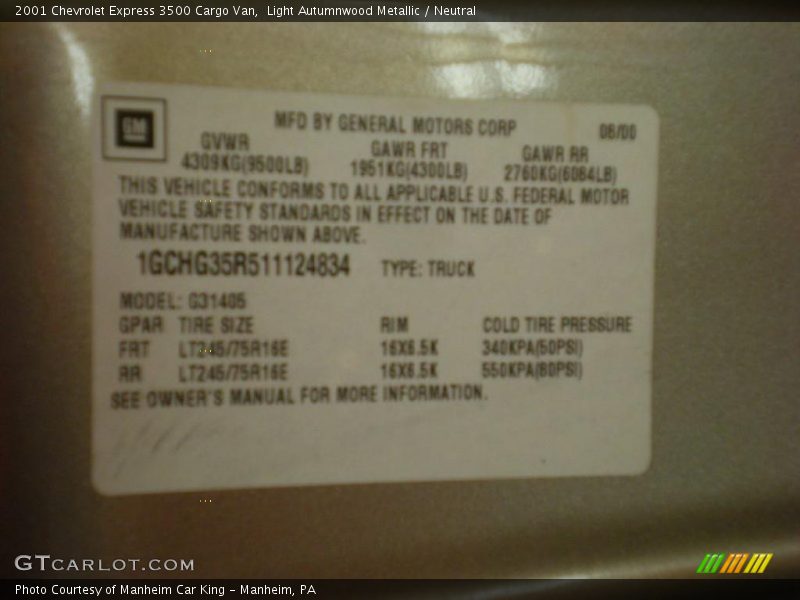 2001 Chevrolet Express 3500 Cargo Van,  Light Autumnwood Metallic / Neutral
GM
MFD BY GENERAL MOTORS CORP 06/00
GVWR GAWR FRT GAWR RR
4309KG(9500LB) 1951KG(4300LB) 2760KG(6084LB)
THIS VEHICLE CONFORMS TO ALL APPLICABLE U.S. FEDERAL MOTOR
VEHICLE SAFETY STANDARDS IN EFFECT ON THE DATE OF
MANUFACTURE SHOWN ABOVE.
1GCHG35R511124834 TYPE: TRUCK
MODEL: G31405
GPAR TIRE SIZE RIM COLD TIRE PRESSURE
FRT LT245/75R16E 16X6.5K 340KPA(50PSI)
RR LT245/75R16E 16X6.5K 550KPA(80PSI)
SEE OWNER'S MANUAL FOR MORE INFORMATION.
GTCARLOT.COM
Photo Courtesy of Manheim Car King - Manheim, PA